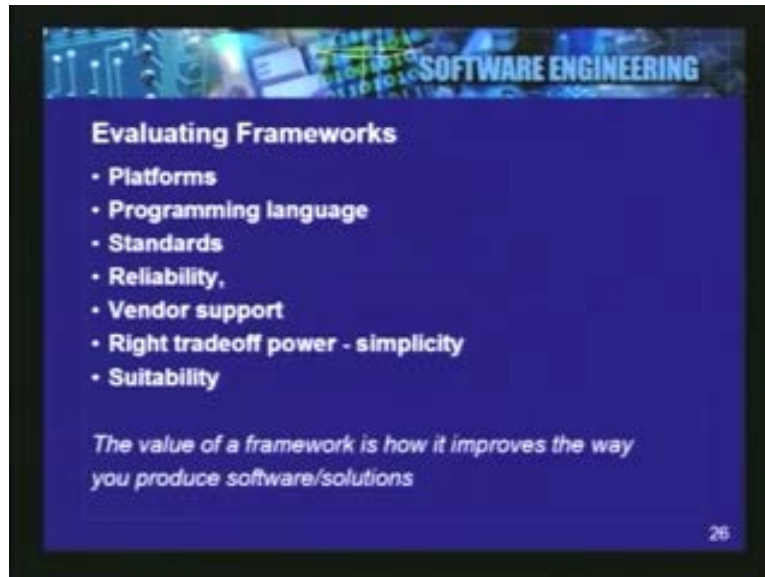 SOFTWARE ENGINEERING
Evaluating Frameworks
• Platforms
• Programming language
• Standards
• Reliability,
• Vendor support
• Right tradeoff power - simplicity
• Suitability
The value of a framework is how it improves the way
you produce software/solutions
26